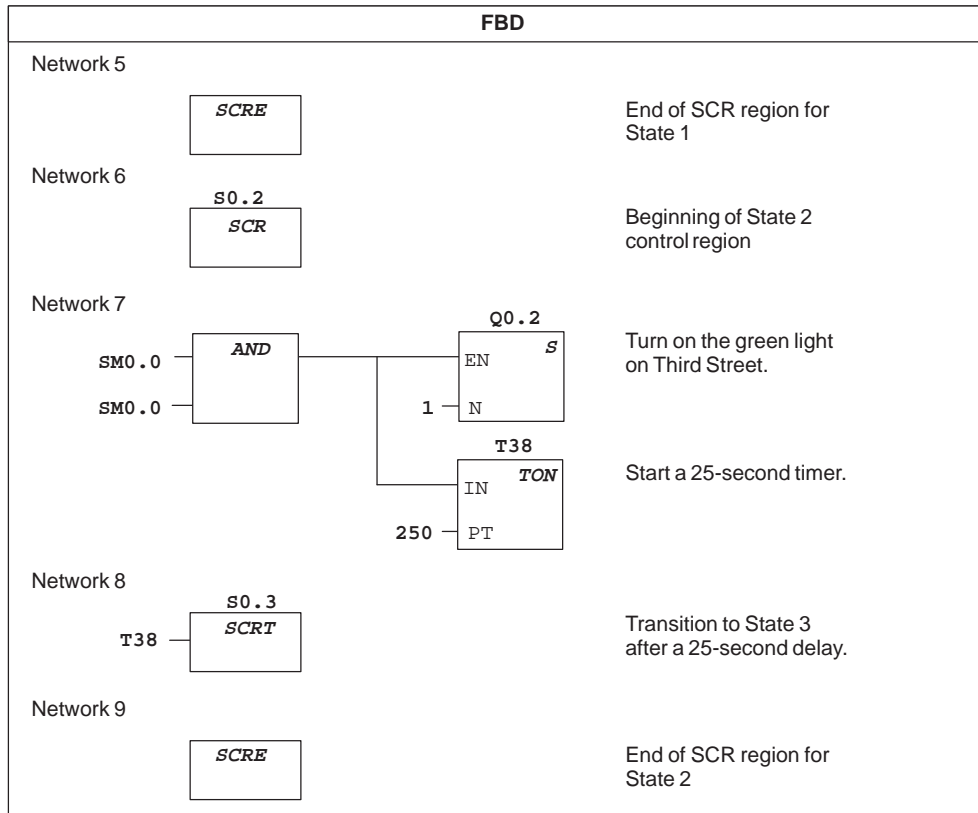 FBD
Network 5
SCRE
End of SCR region for
State 1
Network 6
S0.2
SCR
Beginning of State 2
control region
Network 7
SM0.0
SM0.0
AND
Q0.2
S
EN
1
N
Turn on the green light
on Third Street.
T38
TON
IN
250
PT
Start a 25-second timer.
Network 8
S0.3
T38
SCRT
Transition to State 3
after a 25-second delay.
Network 9
SCRE
End of SCR region for
State 2